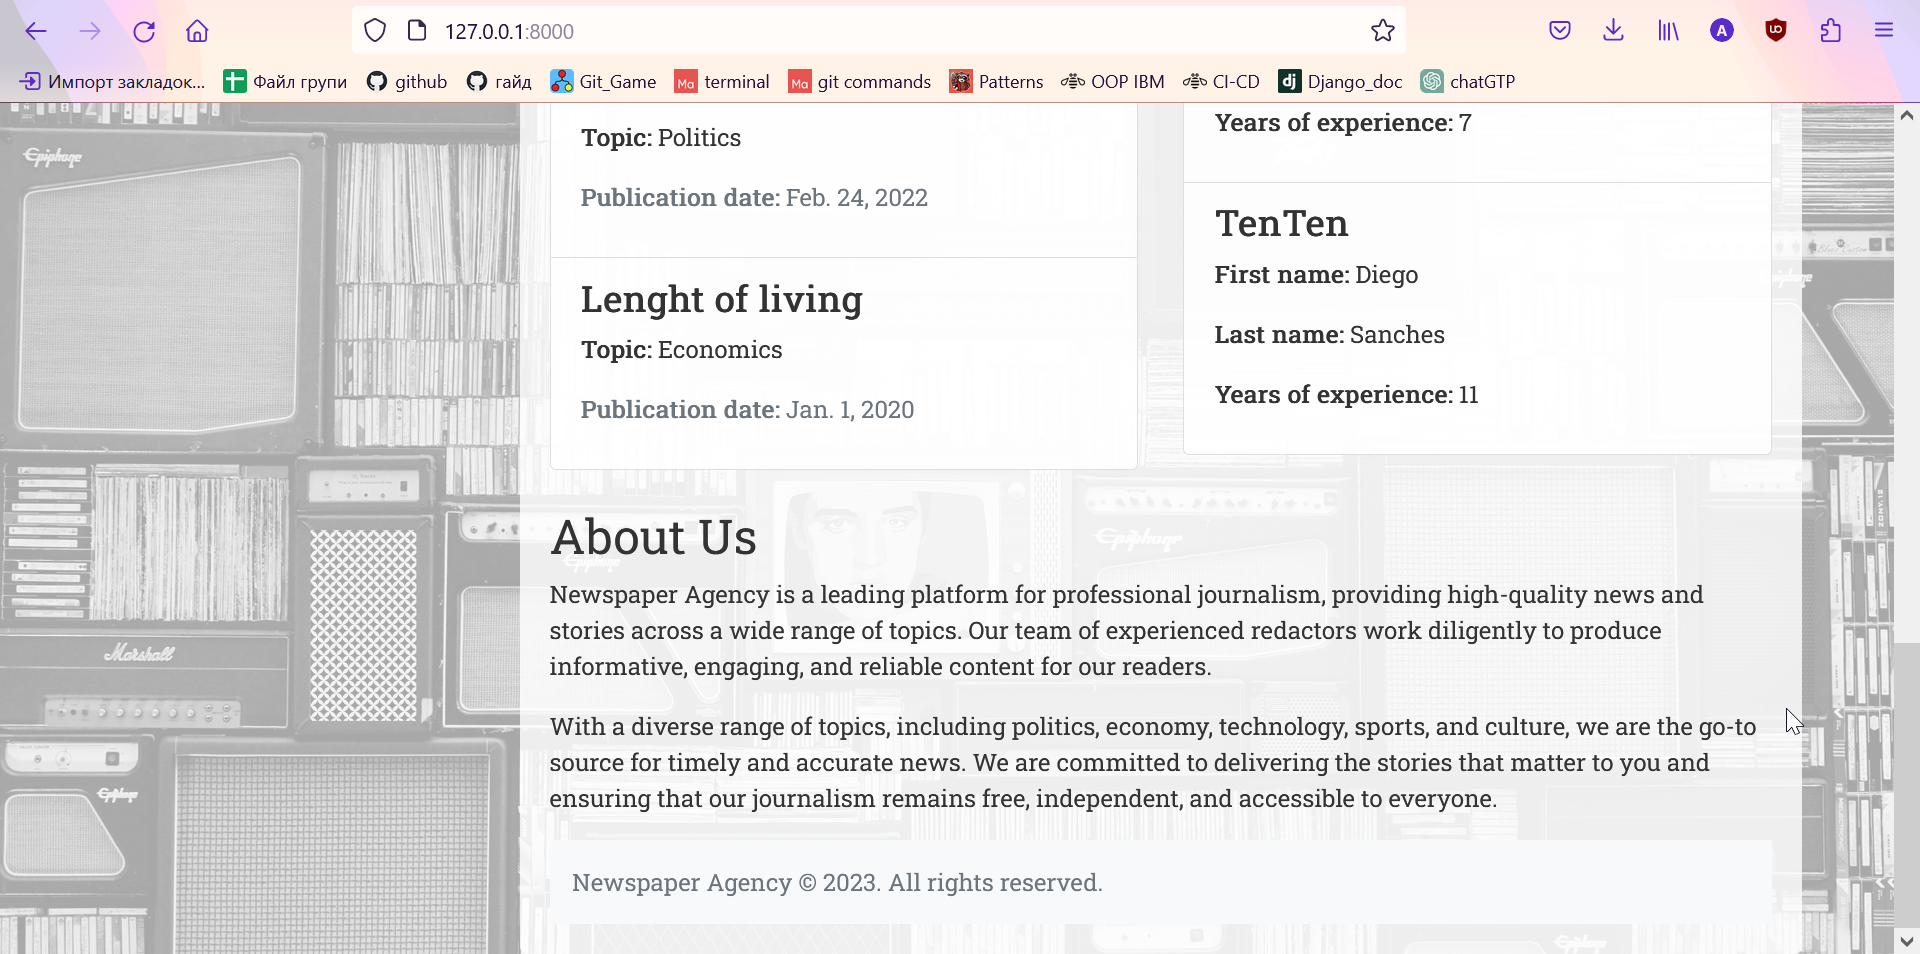 127.0.0.1:8000
Импорт закладок...
Файл групи
github
гайд
Git_Game
terminal
git commands
Patterns
OOP IBM
CI-CD
Django_doc
chatGTP
Topic: Politics
Publication date: Feb. 24, 2022
Lenght of living
Topic: Economics
Publication date: Jan. 1, 2020
Years of experience: 7
TenTen
First name: Diego
Last name: Sanches
Years of experience: 11
About Us
Newspaper Agency is a leading platform for professional journalism, providing high-quality news and
stories across a wide range of topics. Our team of experienced redactors work diligently to produce
informative, engaging, and reliable content for our readers.
With a diverse range of topics, including politics, economy, technology, sports, and culture, we are the go-to
source for timely and accurate news. We are committed to delivering the stories that matter to you and
ensuring that our journalism remains free, independent, and accessible to everyone.
Newspaper Agency © 2023. All rights reserved.
Epiphone
Marshall
Epiphone
Epiphone